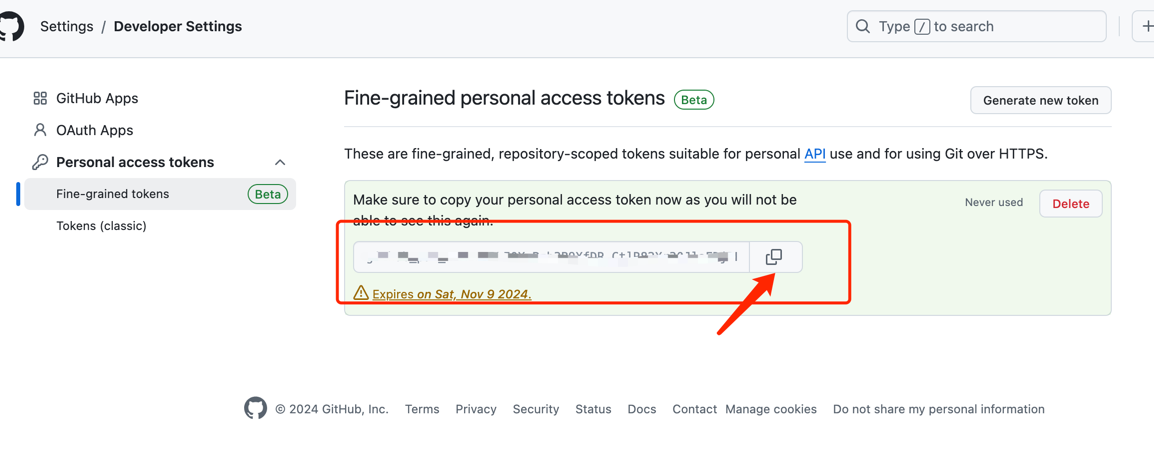 Settings / Developer Settings
Type / to search
GitHub Apps
OAuth Apps
Personal access tokens
Fine-grained tokens Beta
Tokens (classic)
Fine-grained personal access tokens Beta
Generate new token
These are fine-grained, repository-scoped tokens suitable for personal API use and for using Git over HTTPS.
Make sure to copy your personal access token now as you will not be
able to see this again.
Never used
Delete
Expires on Sat, Nov 9 2024.
© 2024 GitHub, Inc. Terms Privacy Security Status Docs Contact Manage cookies Do not share my personal information